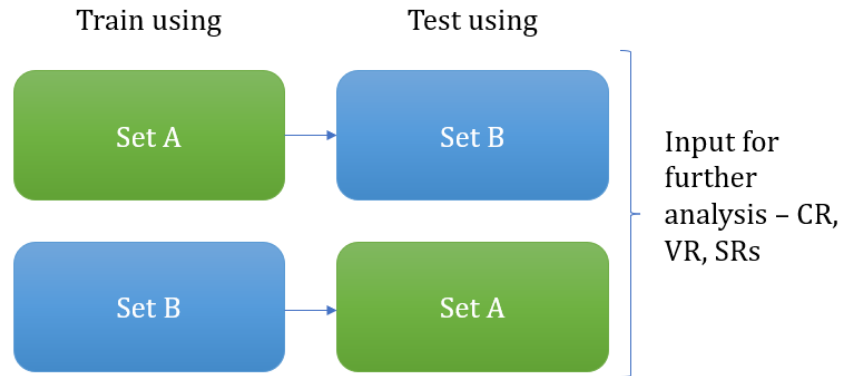 Train using
Test using
Set A
Set B
Input for
further
analysis – CR,
VR, SRs
Set B
Set A